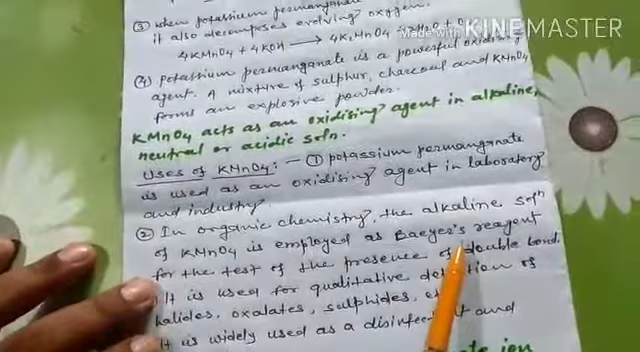 ③ when potassium permanganate
it also decomposes evolving oxygen.
4KMnO4 + 4KOH → 4K2MnO4
Made with KINEMASTER
④ potassium permanganate is a powerful oxidising
agent. A mixture of sulphur, charcoal and KMnO4
forms an explosive powder.
KMnO4 acts as an oxidising agent in alkaline,
neutral or acidic soln.
Uses of KMnO4:- ① potassium permanganate
is used as an oxidising agent in laboratory
and industry.
② In organic chemistry, the alkaline soln
of KMnO4 is employed as Baeyer's reagent
for the test of the presence of double bond.
It is used for qualitative of
halides, oxalates, sulphides,
It is widely used as a and
ion